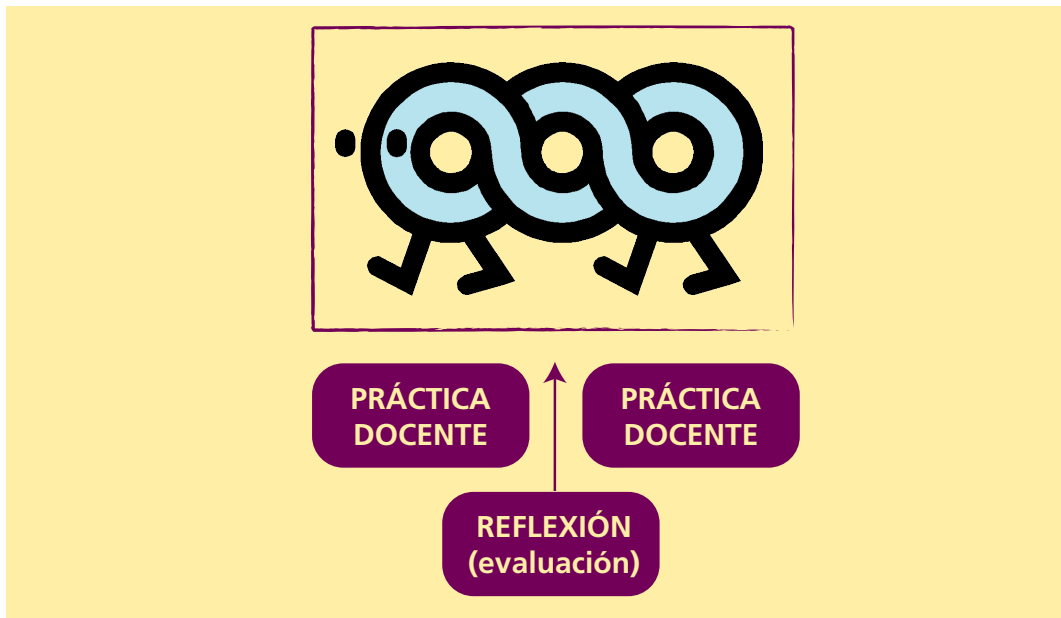 PRÁCTICA
DOCENTE
PRÁCTICA
DOCENTE
REFLEXIÓN
(evaluación)